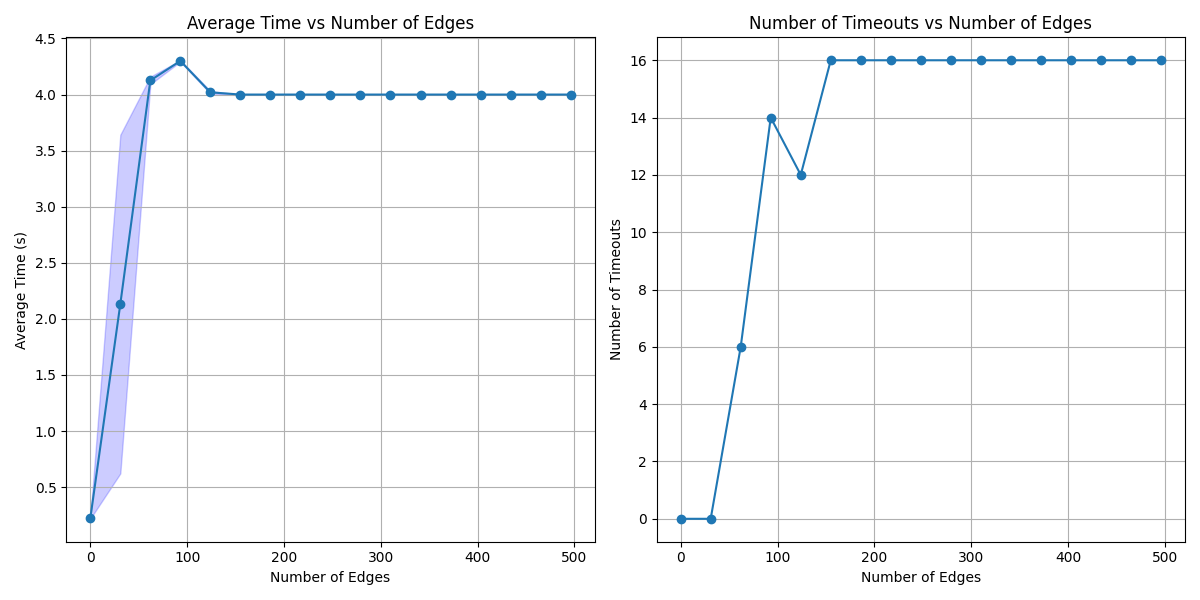 Average Time vs Number of Edges
4.5
4.0
3.5
3.0
2.5
2.0
1.5
1.0
0.5
Average Time (s)
0 100 200 300 400 500
Number of Edges
Number of Timeouts vs Number of Edges
16
14
12
10
8
6
4
2
0
Number of Timeouts
0 100 200 300 400 500
Number of Edges